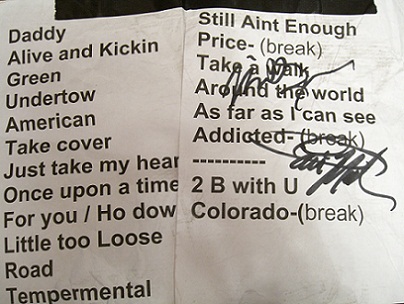 Daddy
Alive and Kickin
Green
Undertow
American
Take cover
Just take my hear
Once upon a time
For you / Ho dow
Little too Loose
Road
Tempermental
Still Aint Enough
Price- (break)
Take a Walk
Around the world
As far as I can see
Addicted- (break)
----------
2 B with U
Colorado-(break)